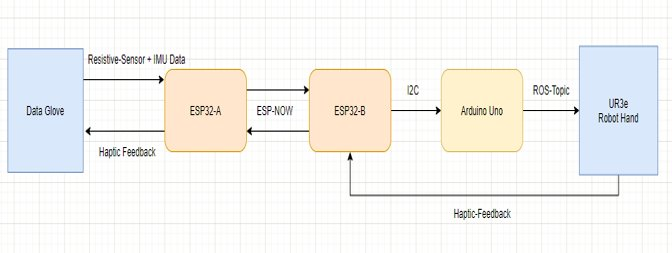 Resistive-Sensor + IMU Data
Data Glove
Haptic Feedback
ESP32-A
ESP-NOW
ESP32-B
I2C
Arduino Uno
ROS-Topic
UR3e
Robot Hand
Haptic-Feedback